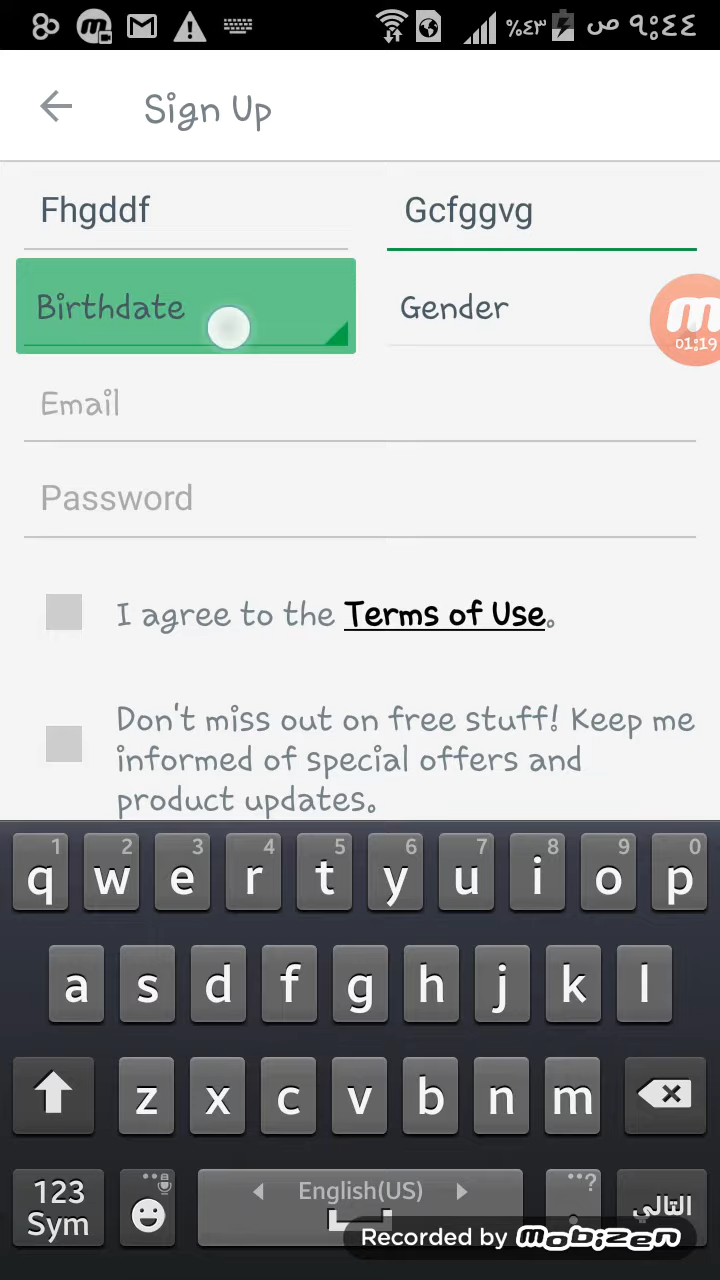 %٤٣ ٩:٤٤ ص
Sign Up
Fhgddf Gcfggvg
Birthdate Gender
01:19
Email
Password
I agree to the Terms of Use.
Don't miss out on free stuff! Keep me
informed of special offers and
product updates.
1 2 3 4 5 6 7 8 9 0
q w e r t y u i o p
a s d f g h j k l
z x c v b n m
123
Sym
English(US)
?
التالي
Recorded by mobizen